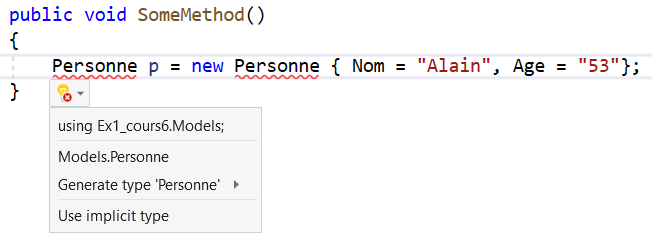 public void SomeMethod()
{
Personne p = new Personne { Nom = "Alain", Age = "53"};
}
using Ex1_cours6.Models;
Models.Personne
Generate type 'Personne'
Use implicit type